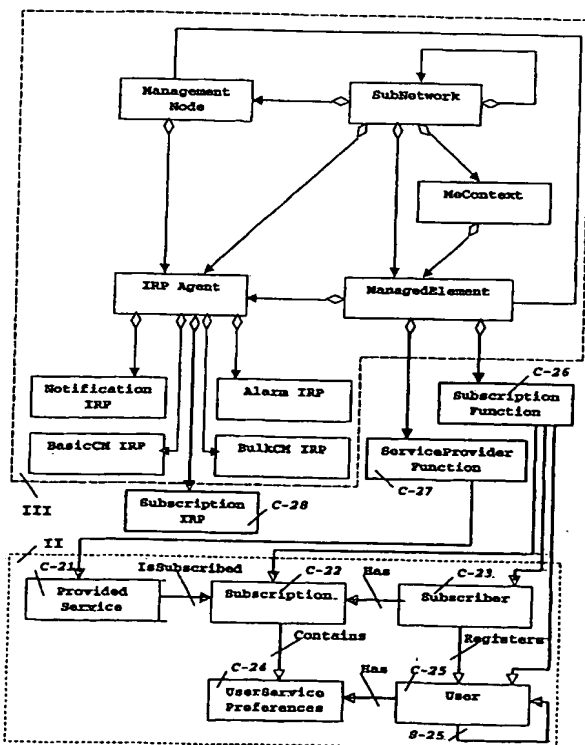 Management
Node
SubNetwork
MeContext
IRP Agent
ManagedElement
Notification
IRP
Alarm IRP
C-26
Subscription
Function
BasicCM IRP
BulkCM IRP
ServiceProvider
Function
III
Subscription
IRP
C-28
C-27
II
C-21
IsSubscribed
C-22
Has
C-23.
Provided
Service
Subscription.
Subscriber
Contains
Registers
C-24
Has
C-25
UserService
Preferences
User
S-25.